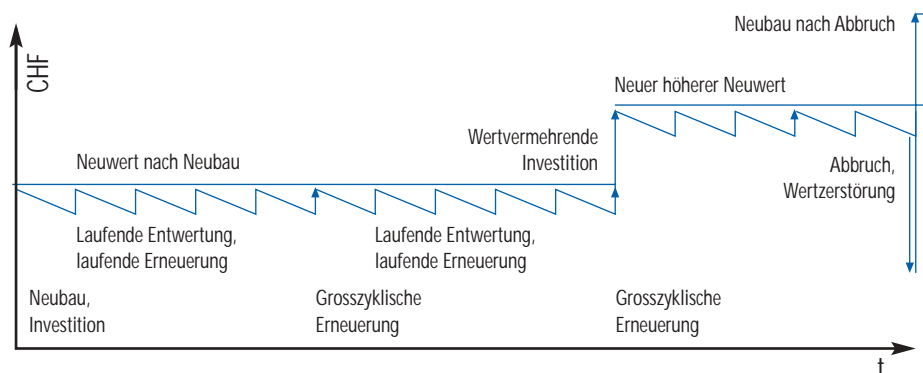 Neubau nach Abbruch
CHF
Neuer höherer Neuwert
Wertvermehrende
Investition
Neuwert nach Neubau
Abbruch,
Wertzerstörung
Laufende Entwertung,
laufende Erneuerung
Laufende Entwertung,
laufende Erneuerung
Neubau,
Investition
Grosszyklische
Erneuerung
Grosszyklische
Erneuerung
t